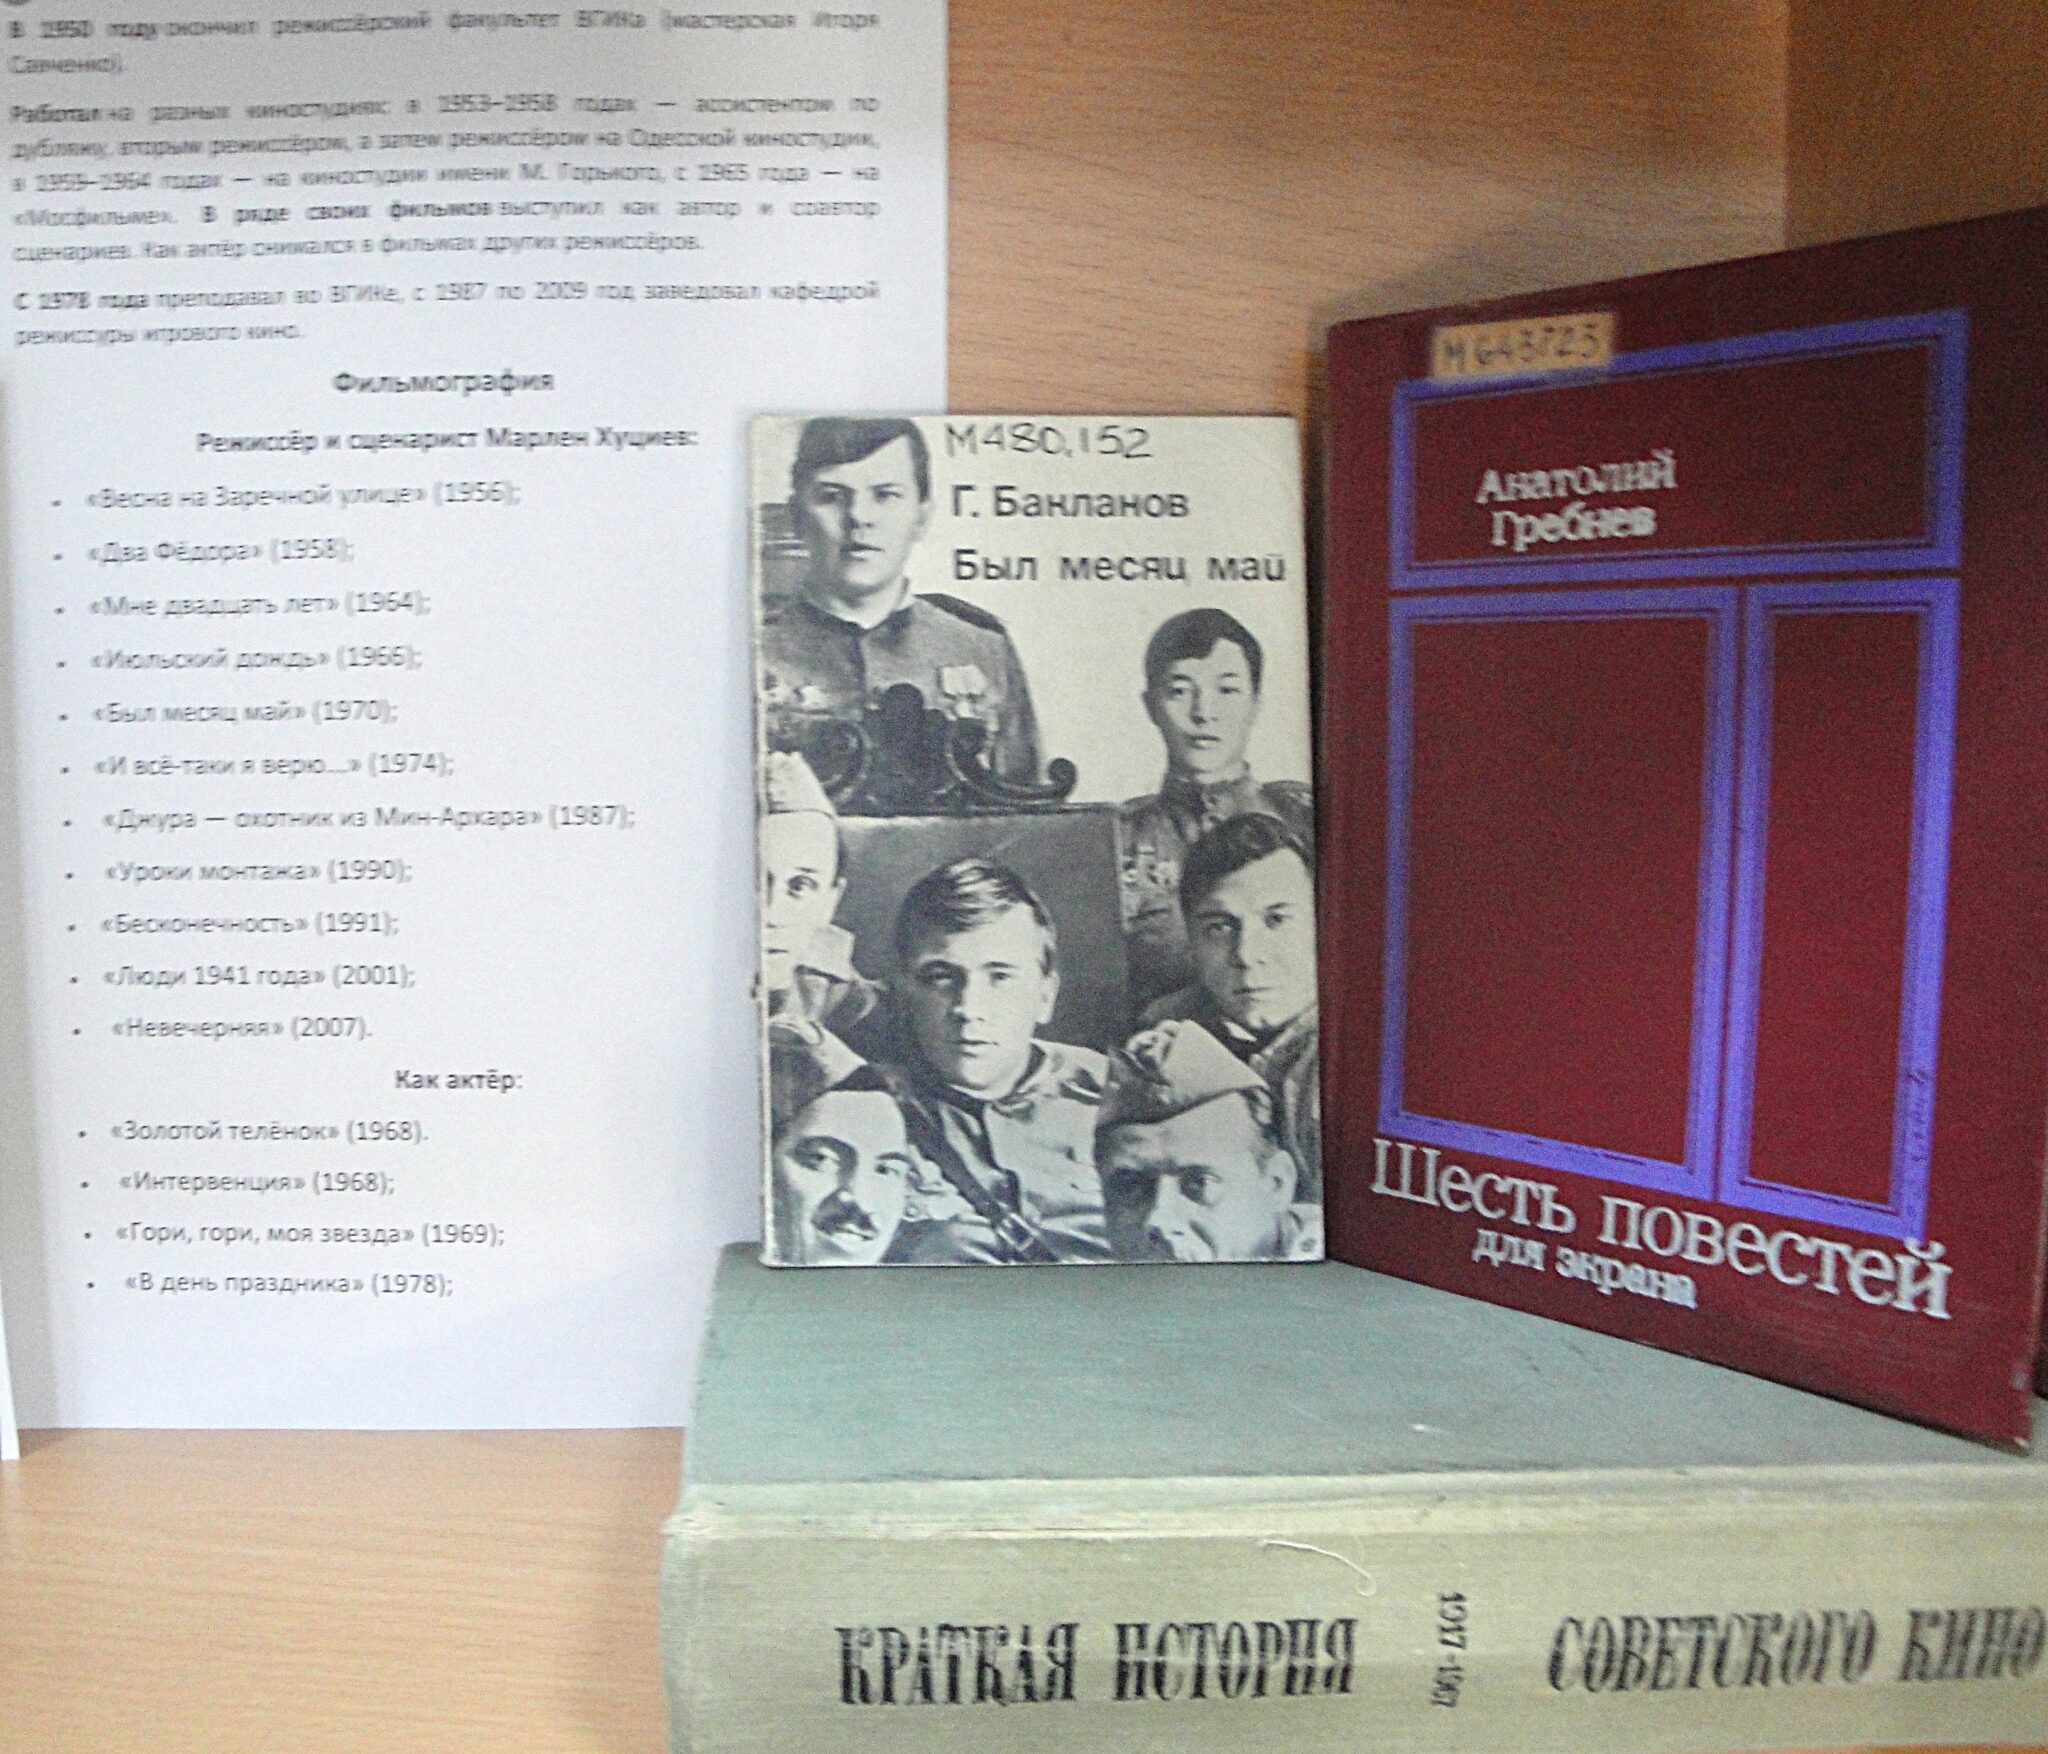 В 1950 году окончил режиссёрский факультет ВГИКа (мастерская Игоря
Савченко).
Работал на разных киностудиях: в 1953–1958 годах — ассистентом по
дубляжу, вторым режиссёром, а затем режиссёром на Одесской киностудии,
в 1959–1964 годах — на киностудии имени М. Горького, с 1965 года — на
«Мосфильме». В ряде своих фильмов выступил как автор и соавтор
сценариев. Как актёр снимался в фильмах других режиссёров.
С 1978 года преподавал во ВГИКе, с 1987 по 2009 год заведовал кафедрой
режиссуры игрового кино.
Фильмография
Режиссёр и сценарист Марлен Хуциев:
• «Весна на Заречной улице» (1956);
• «Два Фёдора» (1958);
• «Мне двадцать лет» (1964);
• «Июльский дождь» (1966);
• «Был месяц май» (1970);
• «И всё-таки я верю...» (1974);
• «Джура — охотник из Мин-Архара» (1987);
• «Уроки монтажа» (1990);
• «Бесконечность» (1991);
• «Люди 1941 года» (2001);
• «Невечерняя» (2007).
Как актёр:
• «Золотой телёнок» (1968).
• «Интервенция» (1968);
• «Гори, гори, моя звезда» (1969);
• «В день праздника» (1978);
М480.152
Г. Бакланов
Был месяц май
М643723
Анатолий
Гребнев
Шесть повестей
для экрана
КРАТКАЯ ИСТОРИЯ 1917-1967 СОВЕТСКОГО КИНО